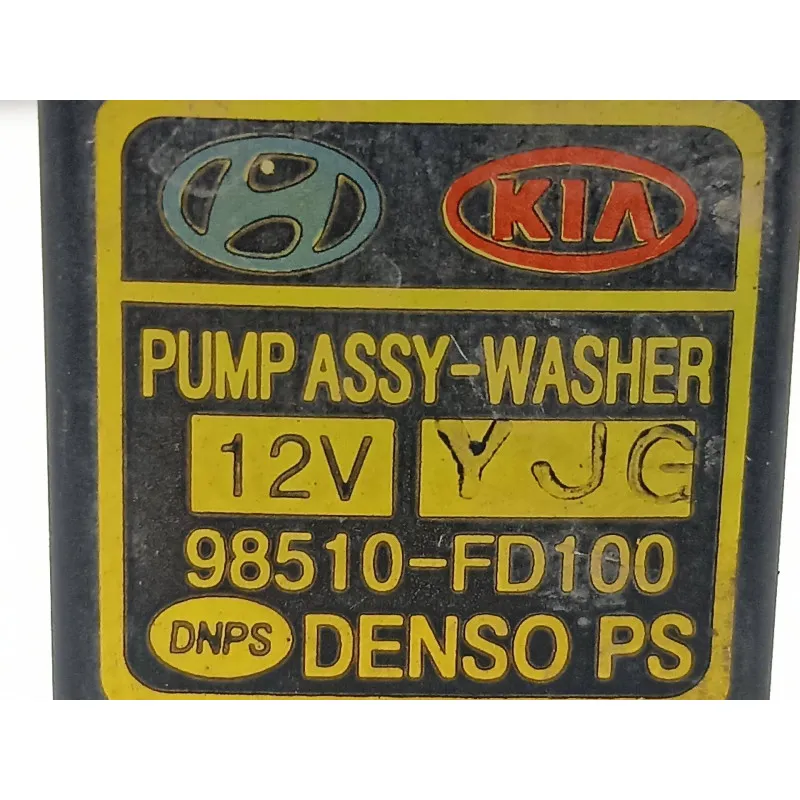 KIA
PUMP ASSY-WASHER
12V YJG
98510-FD100
DNPS DENSO PS